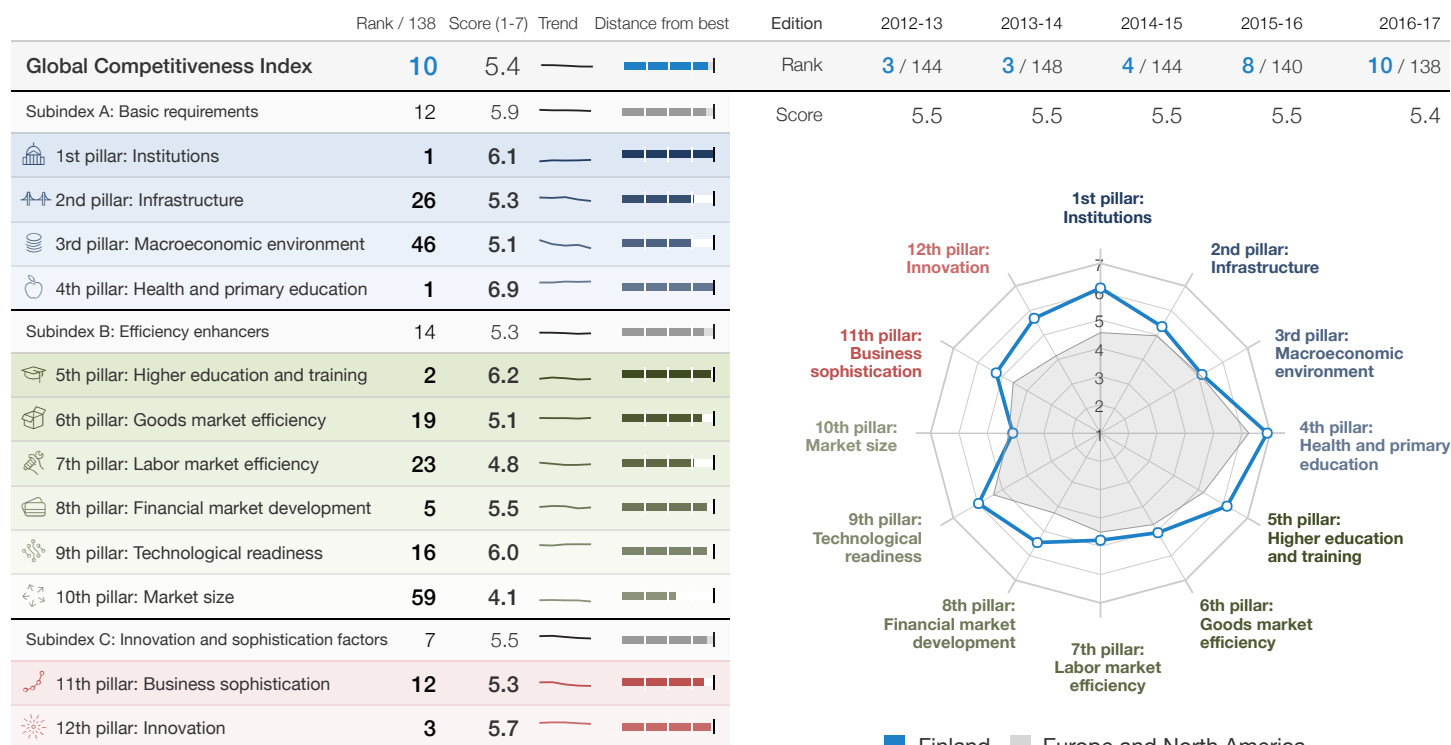 Rank / 138 Score (1-7) Trend Distance from best
Global Competitiveness Index 10 5.4
Subindex A: Basic requirements 12 5.9
1st pillar: Institutions 1 6.1
2nd pillar: Infrastructure 26 5.3
3rd pillar: Macroeconomic environment 46 5.1
4th pillar: Health and primary education 1 6.9
Subindex B: Efficiency enhancers 14 5.3
5th pillar: Higher education and training 2 6.2
6th pillar: Goods market efficiency 19 5.1
7th pillar: Labor market efficiency 23 4.8
8th pillar: Financial market development 5 5.5
9th pillar: Technological readiness 16 6.0
10th pillar: Market size 59 4.1
Subindex C: Innovation and sophistication factors 7 5.5
11th pillar: Business sophistication 12 5.3
12th pillar: Innovation 3 5.7
Edition 2012-13 2013-14 2014-15 2015-16 2016-17
Rank 3 / 144 3 / 148 4 / 144 8 / 140 10 / 138
Score 5.5 5.5 5.5 5.5 5.4
1st pillar:
Institutions
2nd pillar:
Infrastructure
3rd pillar:
Macroeconomic
environment
4th pillar:
Health and primary
education
5th pillar:
Higher education
and training
6th pillar:
Goods market
efficiency
7th pillar:
Labor market
efficiency
8th pillar:
Financial market
development
9th pillar:
Technological
readiness
10th pillar:
Market size
11th pillar:
Business
sophistication
12th pillar:
Innovation
7
6
5
4
3
2
1
Finland Europe and North America